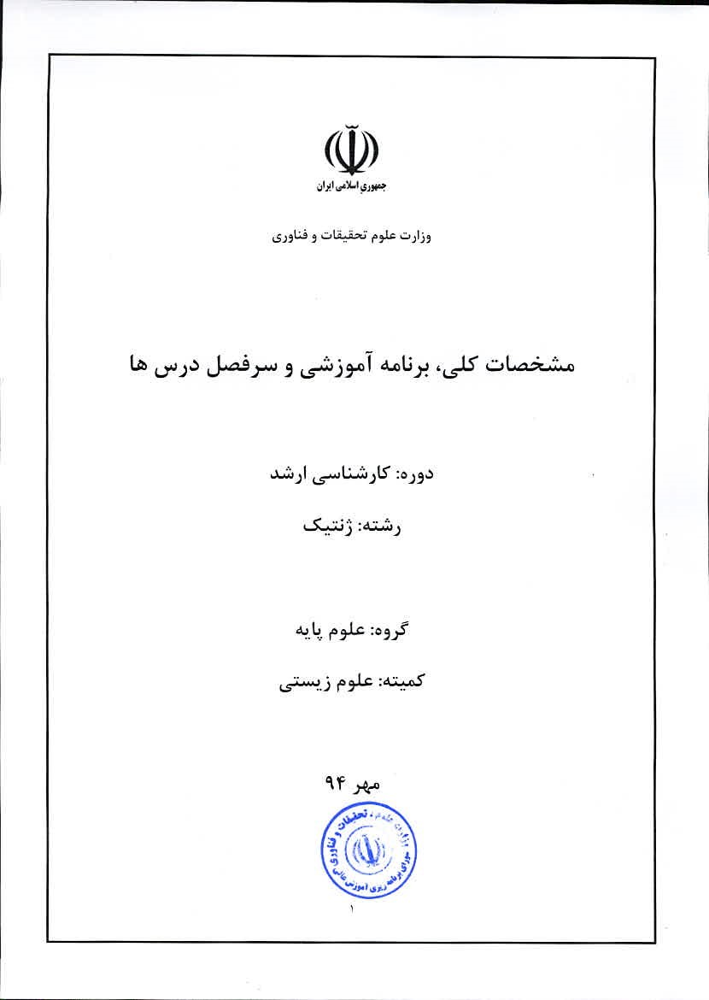 جمهوری اسلامی ایران
وزارت علوم تحقیقات و فناوری
مشخصات کلی، برنامه آموزشی و سرفصل درس ها
دوره: کارشناسی ارشد
رشته: ژنتیک
گروه: علوم پایه
کمیته: علوم زیستی
مهر ۹۴
وزارت علوم، تحقیقات و فناوری
شورای برنامه ریزی آموزش عالی
۱